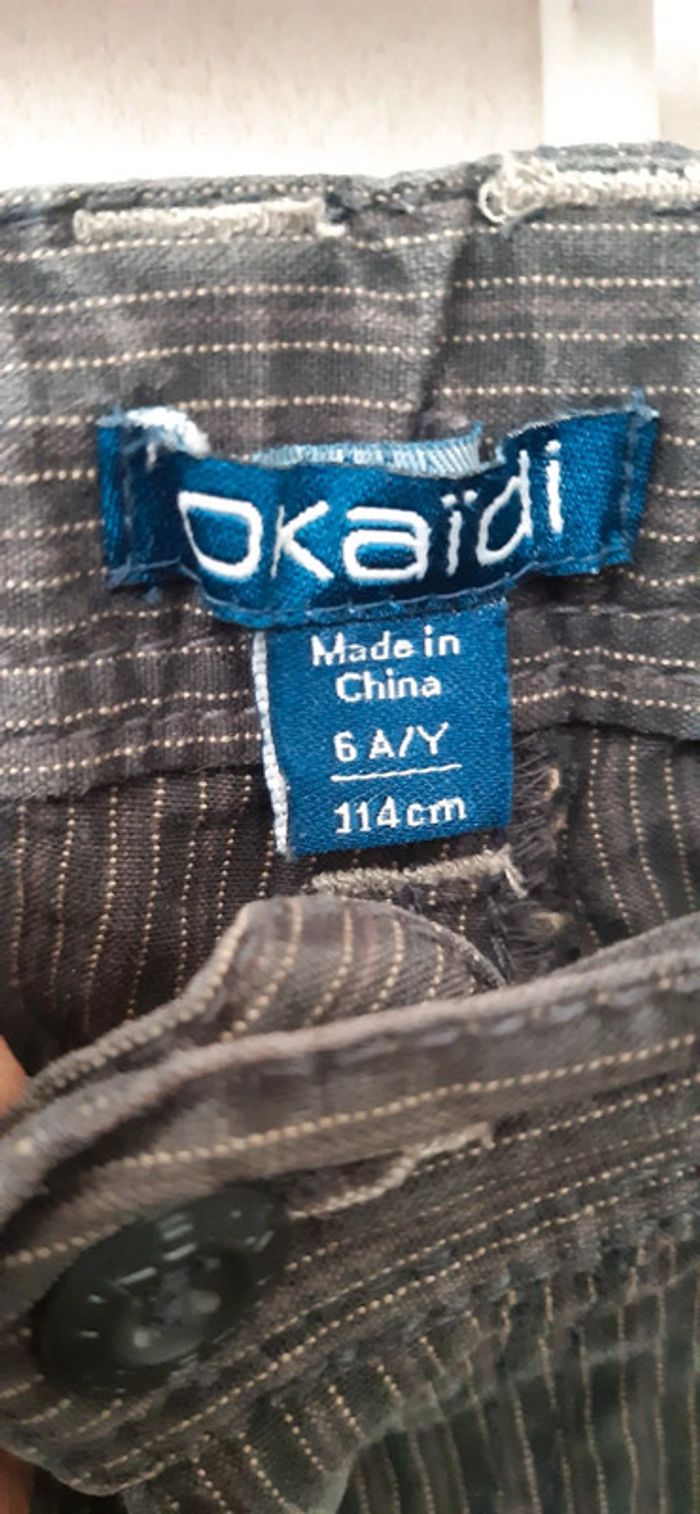 okaïdi
Made in
China
6 A/Y
114cm